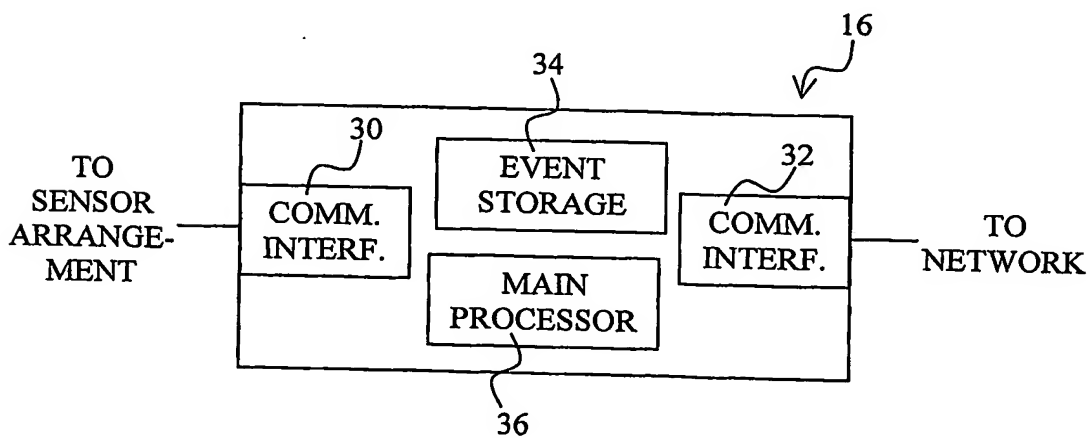 16
34
30
32
TO
SENSOR
ARRANGE-
MENT
COMM.
INTERF.
EVENT
STORAGE
MAIN
PROCESSOR
COMM.
INTERF.
TO
NETWORK
36